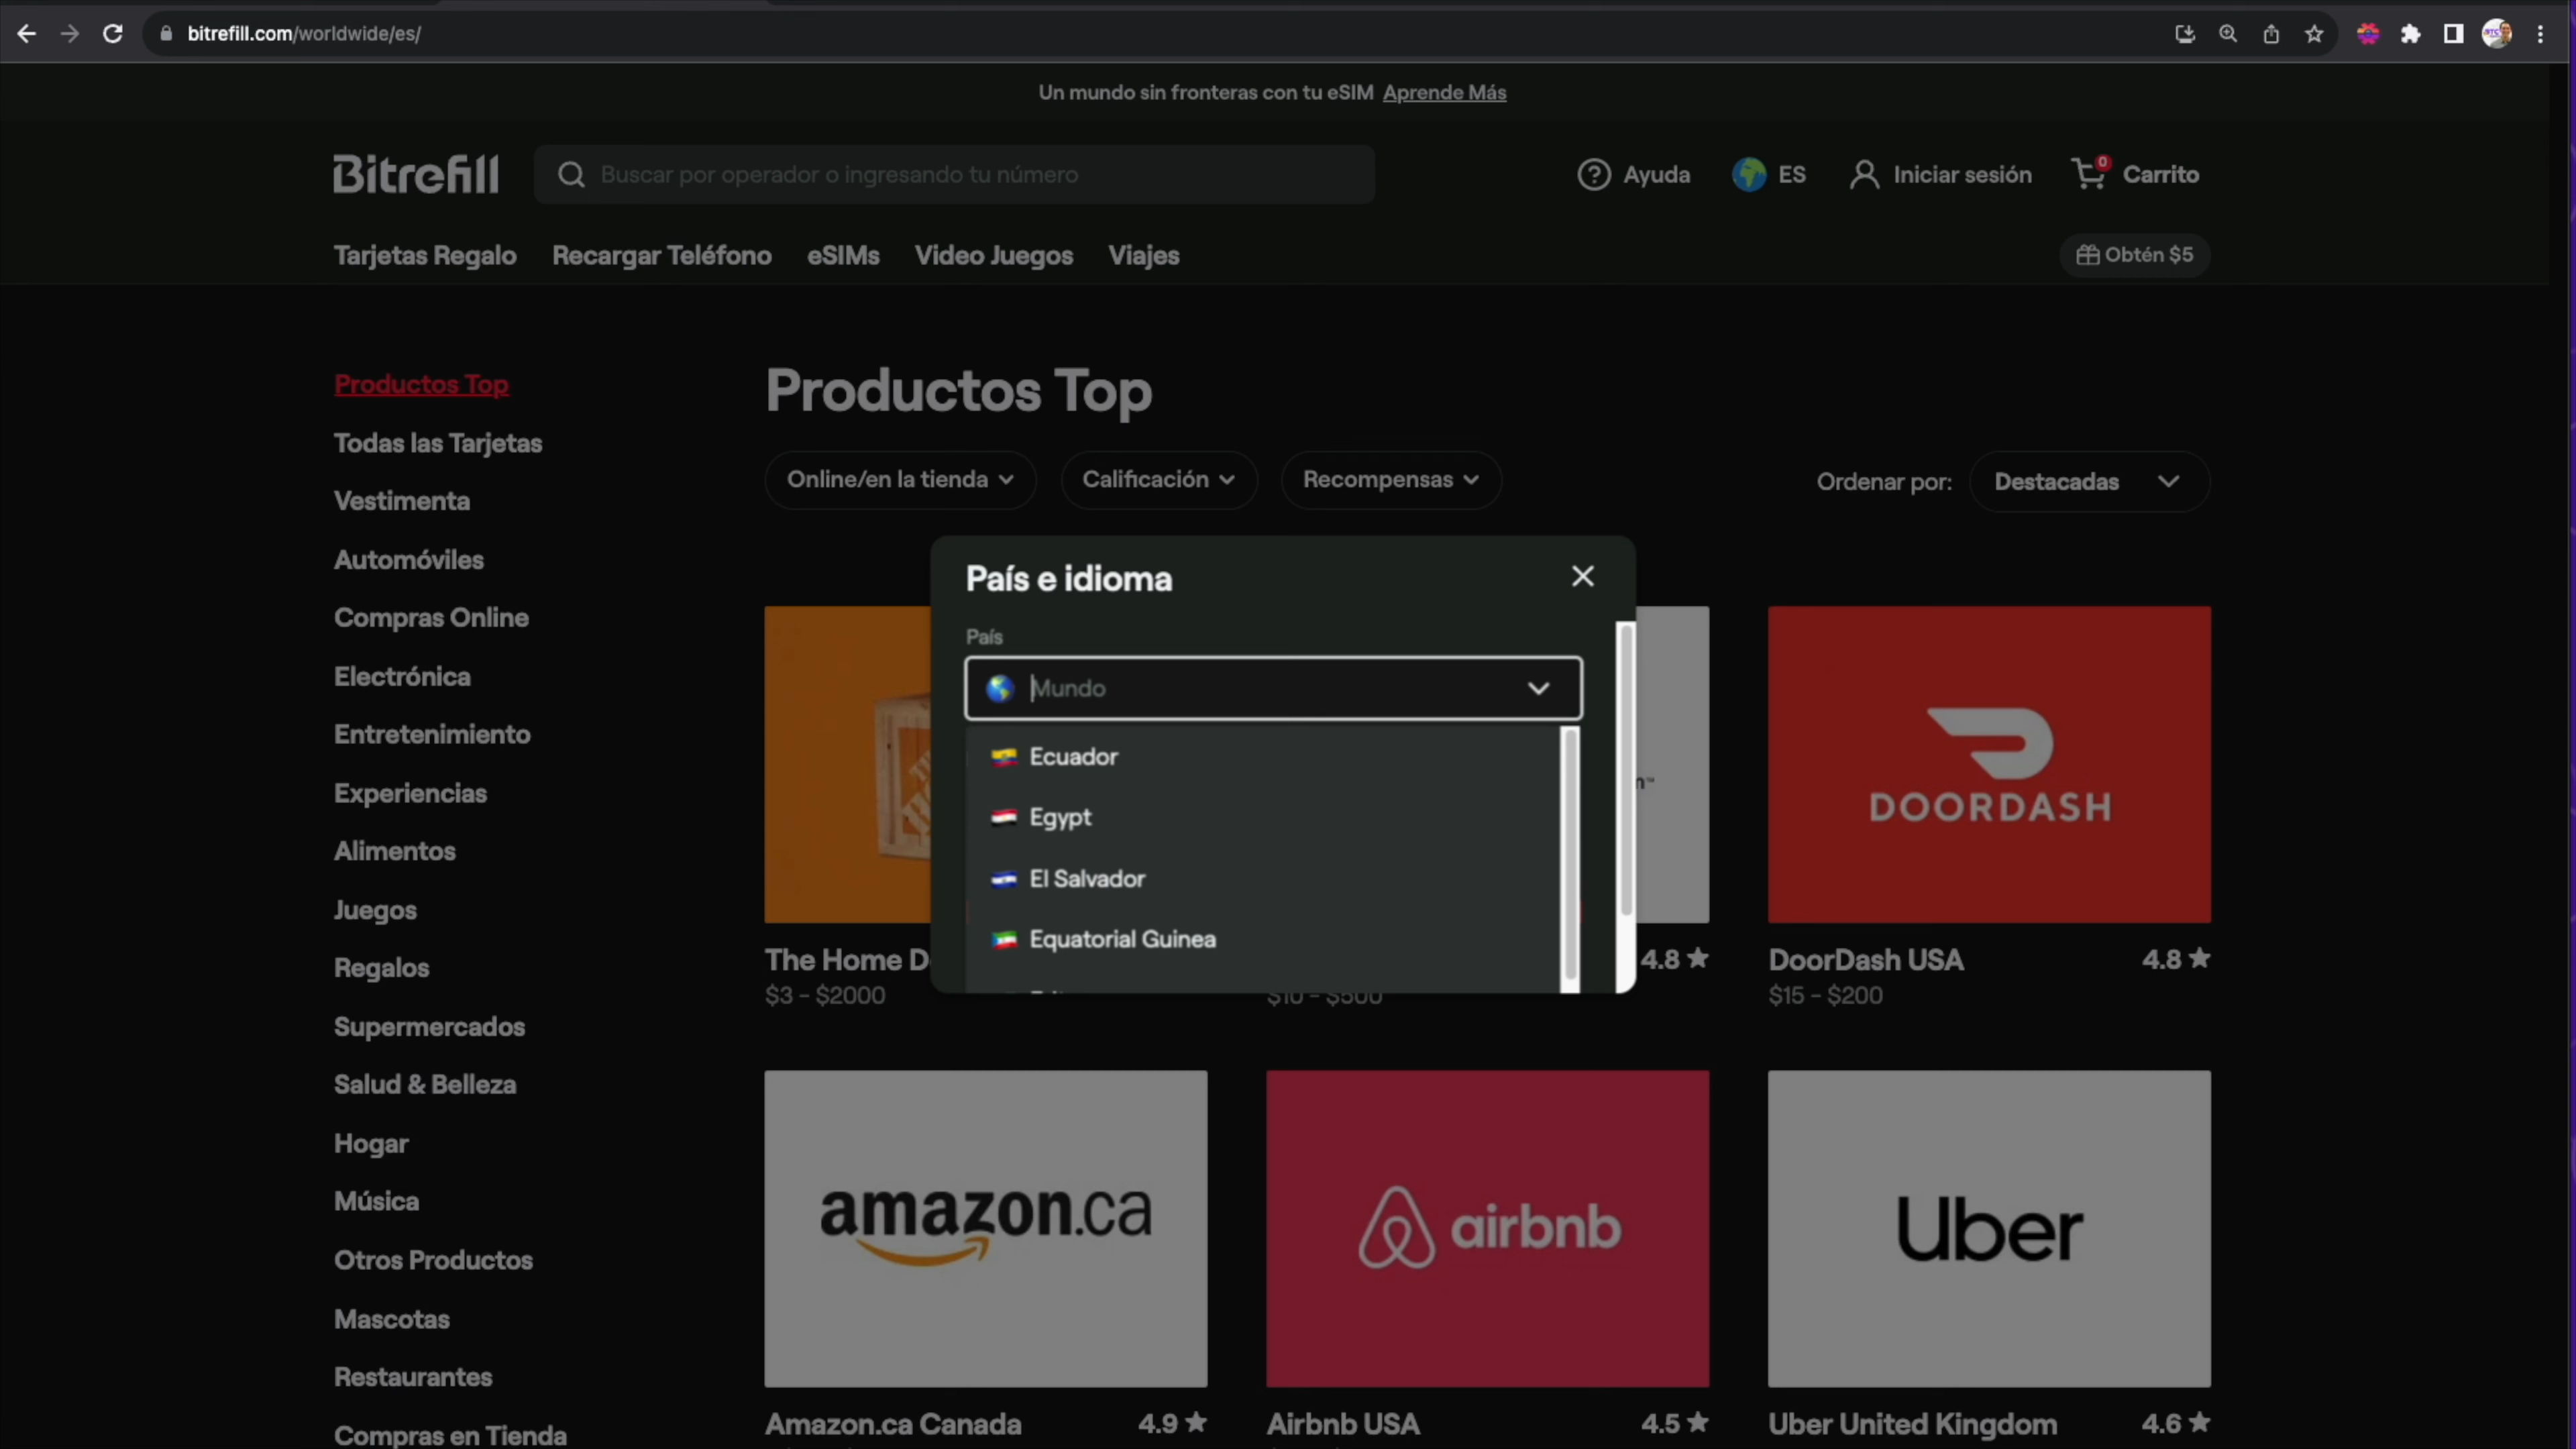 bitrefill.com/worldwide/es/
Un mundo sin fronteras con tu eSIM Aprende Más
Bitrefill
Buscar por operador o ingresando tu número
Ayuda
ES
Iniciar sesión
0
Carrito
Tarjetas Regalo
Recargar Teléfono
eSIMs
Video Juegos
Viajes
Obtén $5
Productos Top
Todas las Tarjetas
Vestimenta
Automóviles
Compras Online
Electrónica
Entretenimiento
Experiencias
Alimentos
Juegos
Regalos
Supermercados
Salud & Belleza
Hogar
Música
Otros Productos
Mascotas
Restaurantes
Compras en Tienda
Productos Top
Online/en la tienda
Calificación
Recompensas
Ordenar por:
Destacadas
País e idioma
País
Mundo
Ecuador
Egypt
El Salvador
Equatorial Guinea
The Home D
$3 - $2000
4.8
$10 - $500
DOORDASH
DoorDash USA
4.8
$15 - $200
amazon.ca
Amazon.ca Canada
4.9
airbnb
Airbnb USA
4.5
Uber
Uber United Kingdom
4.6